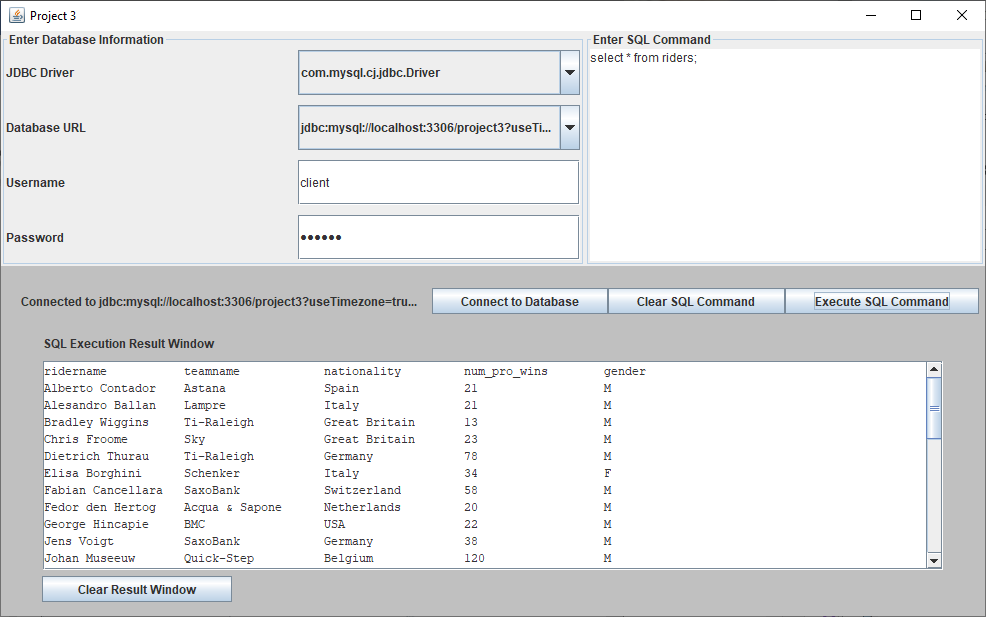 Project 3
Enter Database Information
JDBC Driver
com.mysql.cj.jdbc.Driver
Database URL
jdbc:mysql://localhost:3306/project3?useTi...
Username
client
Password
••••••
Enter SQL Command
select * from riders;
Connected to jdbc:mysql://localhost:3306/project3?useTimezone=tru...
Connect to Database
Clear SQL Command
Execute SQL Command
SQL Execution Result Window
ridername teamname nationality num_pro_wins gender
Alberto Contador Astana Spain 21 M
Alesandro Ballan Lampre Italy 21 M
Bradley Wiggins Ti-Raleigh Great Britain 13 M
Chris Froome Sky Great Britain 23 M
Dietrich Thurau Ti-Raleigh Germany 78 M
Elisa Borghini Schenker Italy 34 F
Fabian Cancellara SaxoBank Switzerland 58 M
Fedor den Hertog Acqua & Sapone Netherlands 20 M
George Hincapie BMC USA 22 M
Jens Voigt SaxoBank Germany 38 M
Johan Museeuw Quick-Step Belgium 120 M
Clear Result Window